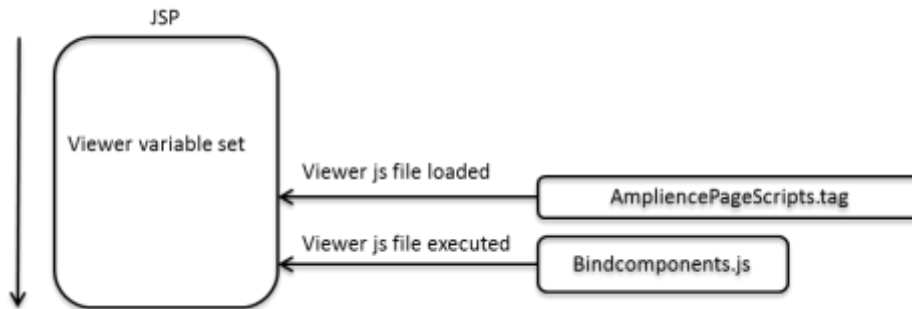 JSP
Viewer variable set
Viewer js file loaded
AmpliencePageScripts.tag
Viewer js file executed
Bindcomponents.js